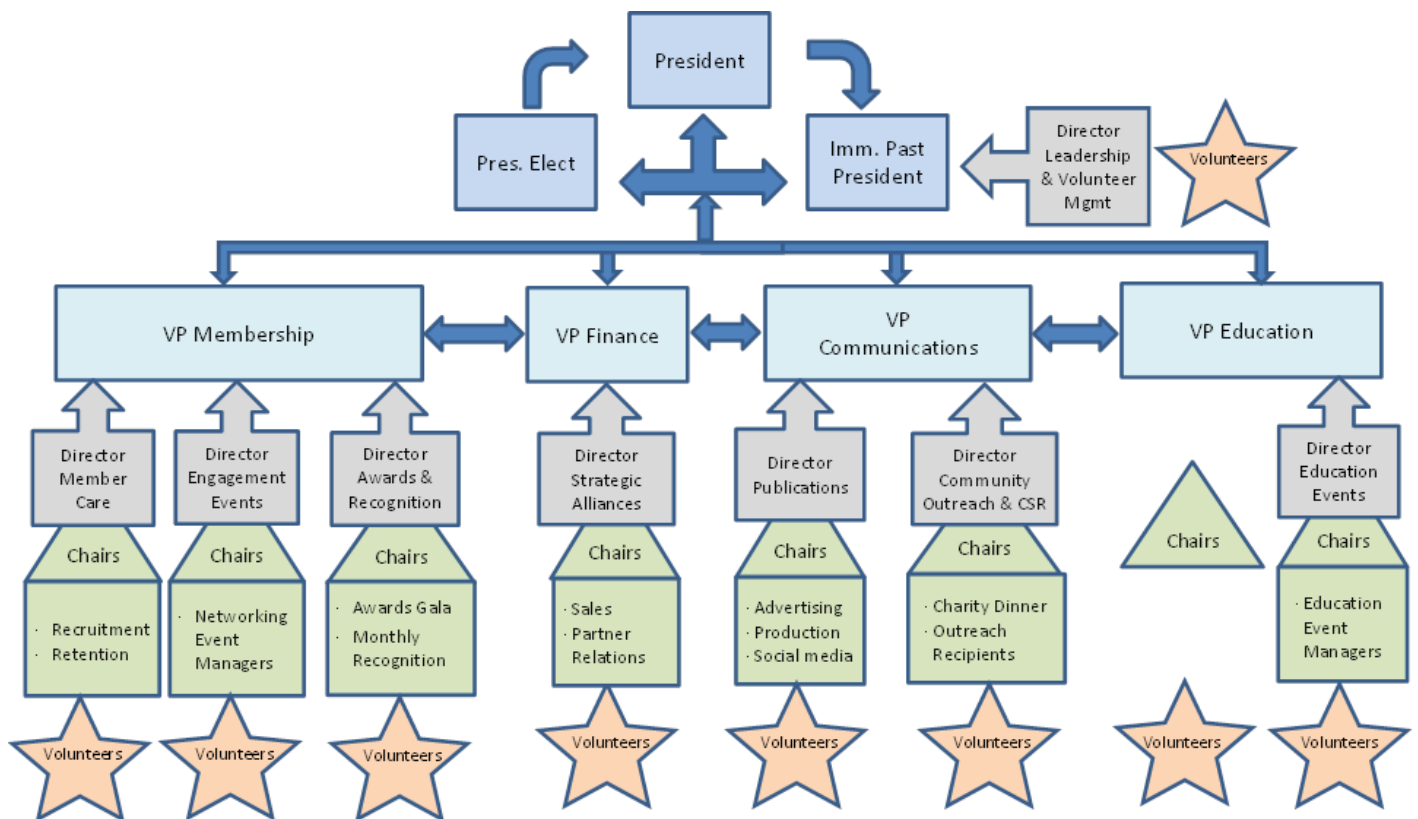 President
Pres. Elect
Imm. Past
President
Director
Leadership
& Volunteer
Mgmt
Volunteers
VP Membership
VP Finance
VP
Communications
VP Education
Director
Member
Care
Director
Engagement
Events
Director
Awards &
Recognition
Director
Strategic
Alliances
Director
Publications
Director
Community
Outreach & CSR
Director
Education
Events
Chairs
Chairs
Chairs
Chairs
Chairs
Chairs
Chairs
Chairs
· Recruitment
· Retention
· Networking
Event
Managers
· Awards Gala
· Monthly
Recognition
· Sales
· Partner
Relations
· Advertising
· Production
· Social media
· Charity Dinner
· Outreach
Recipients
· Education
Event
Managers
Volunteers
Volunteers
Volunteers
Volunteers
Volunteers
Volunteers
Volunteers
Volunteers